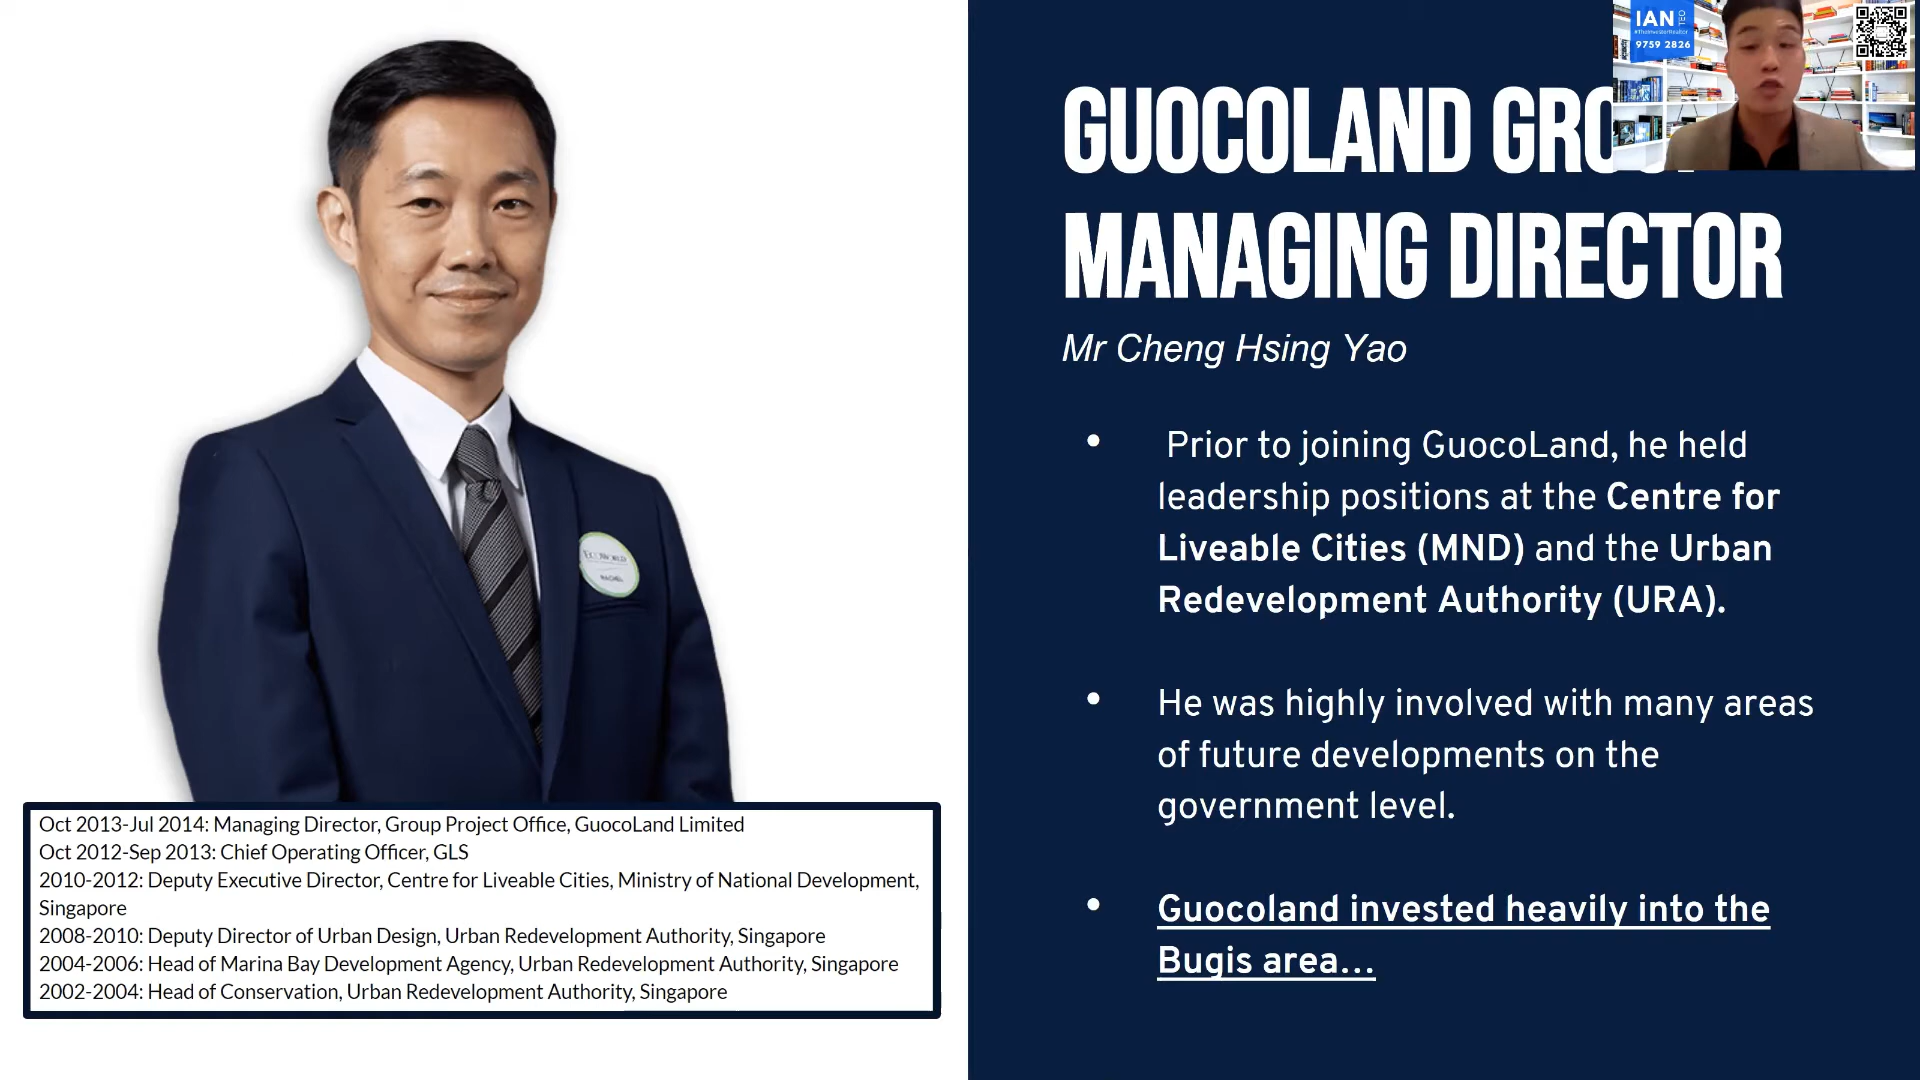 GUOCOLAND GRO
MANAGING DIRECTOR
Mr Cheng Hsing Yao
• Prior to joining GuocoLand, he held
leadership positions at the Centre for
Liveable Cities (MND) and the Urban
Redevelopment Authority (URA).
• He was highly involved with many areas
of future developments on the
government level.
• Guocoland invested heavily into the
Bugis area...
Oct 2013-Jul 2014: Managing Director, Group Project Office, GuocoLand Limited
Oct 2012-Sep 2013: Chief Operating Officer, GLS
2010-2012: Deputy Executive Director, Centre for Liveable Cities, Ministry of National Development,
Singapore
2008-2010: Deputy Director of Urban Design, Urban Redevelopment Authority, Singapore
2004-2006: Head of Marina Bay Development Agency, Urban Redevelopment Authority, Singapore
2002-2004: Head of Conservation, Urban Redevelopment Authority, Singapore
IAN TEO
#TheInvestorRealtor
9759 2826
ECOWORLD
RACHEL